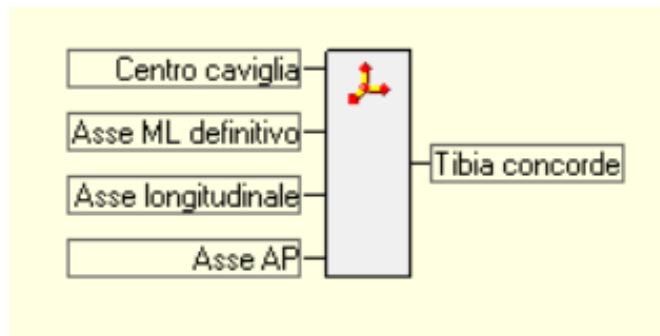 Centro caviglia
Asse ML definitivo
Tibia concorde
Asse longitudinale
Asse AP